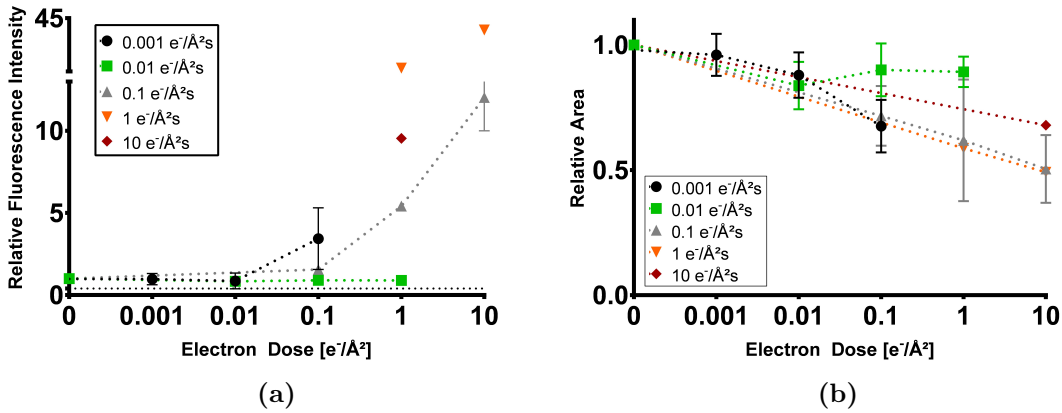 45
10
5
0
Relative Fluorescence Intensity
0.001 e⁻/Å²s
0.01 e⁻/Å²s
0.1 e⁻/Å²s
1 e⁻/Å²s
10 e⁻/Å²s
0 0.001 0.01 0.1 1 10
Electron Dose [e⁻/Å²]
(a)
1.0
0.5
0.0
Relative Area
0.001 e⁻/Å²s
0.01 e⁻/Å²s
0.1 e⁻/Å²s
1 e⁻/Å²s
10 e⁻/Å²s
0 0.001 0.01 0.1 1 10
Electron Dose [e⁻/Å²]
(b)